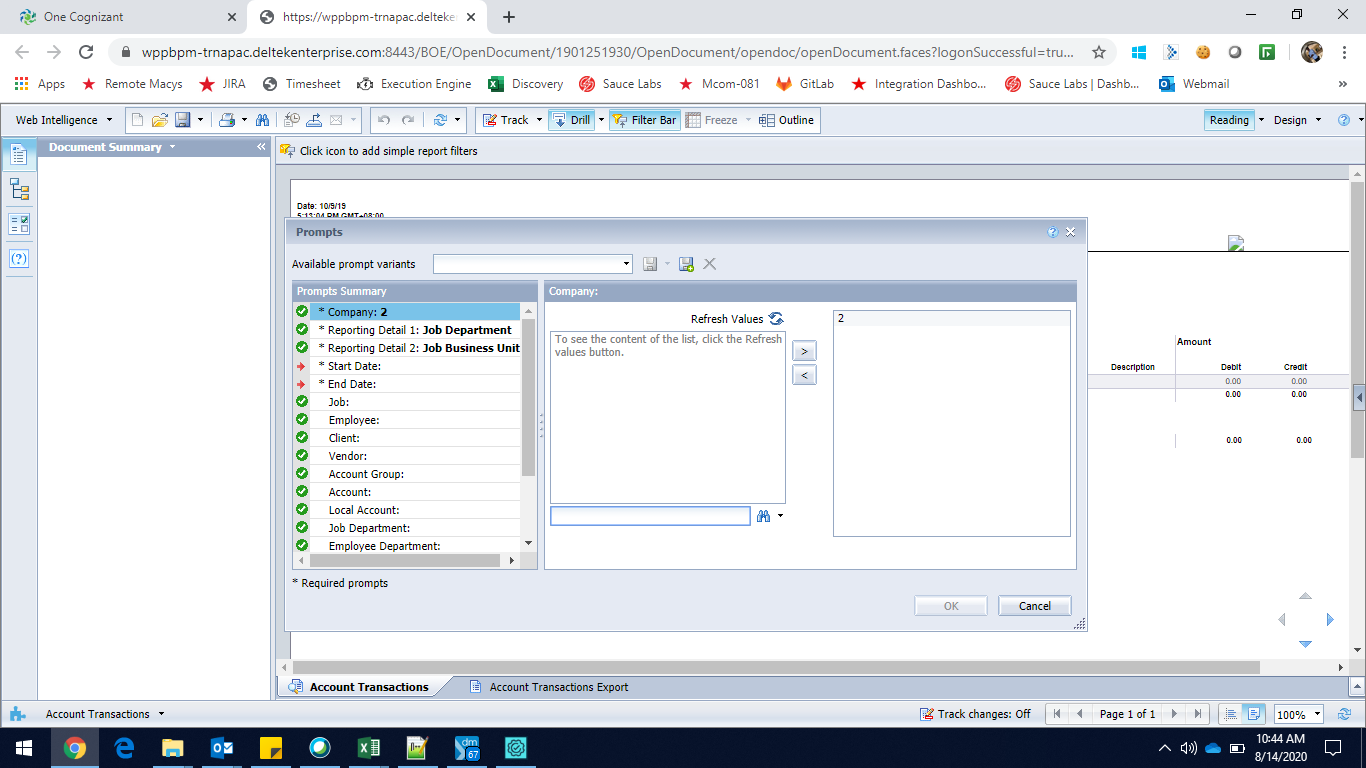 One Cognizant
https://wppbpm-trnapac.delteke
wppbpm-trnapac.deltekenterprise.com:8443/BOE/OpenDocument/1901251930/OpenDocument/opendoc/openDocument.faces?logonSuccessful=tru...
Apps Remote Macys JIRA Timesheet Execution Engine Discovery Sauce Labs Mcom-081 GitLab Integration Dashbo... Sauce Labs | Dashb... Webmail »
Web Intelligence Track Drill Filter Bar Freeze Outline Reading Design
Document Summary
Click icon to add simple report filters
Date: 10/9/19
5:13:04 PM GMT+08:00
Prompts
Available prompt variants
Prompts Summary
* Company: 2
* Reporting Detail 1: Job Department
* Reporting Detail 2: Job Business Unit
* Start Date:
* End Date:
Job:
Employee:
Client:
Vendor:
Account Group:
Account:
Local Account:
Job Department:
Employee Department:
Company:
Refresh Values
To see the content of the list, click the Refresh
values button.
>
<
2
* Required prompts
OK Cancel
Amount
Description Debit Credit
0.00 0.00
0.00 0.00
0.00 0.00
Account Transactions Account Transactions Export
Account Transactions Track changes: Off Page 1 of 1 100%
dm
67
10:44 AM
8/14/2020